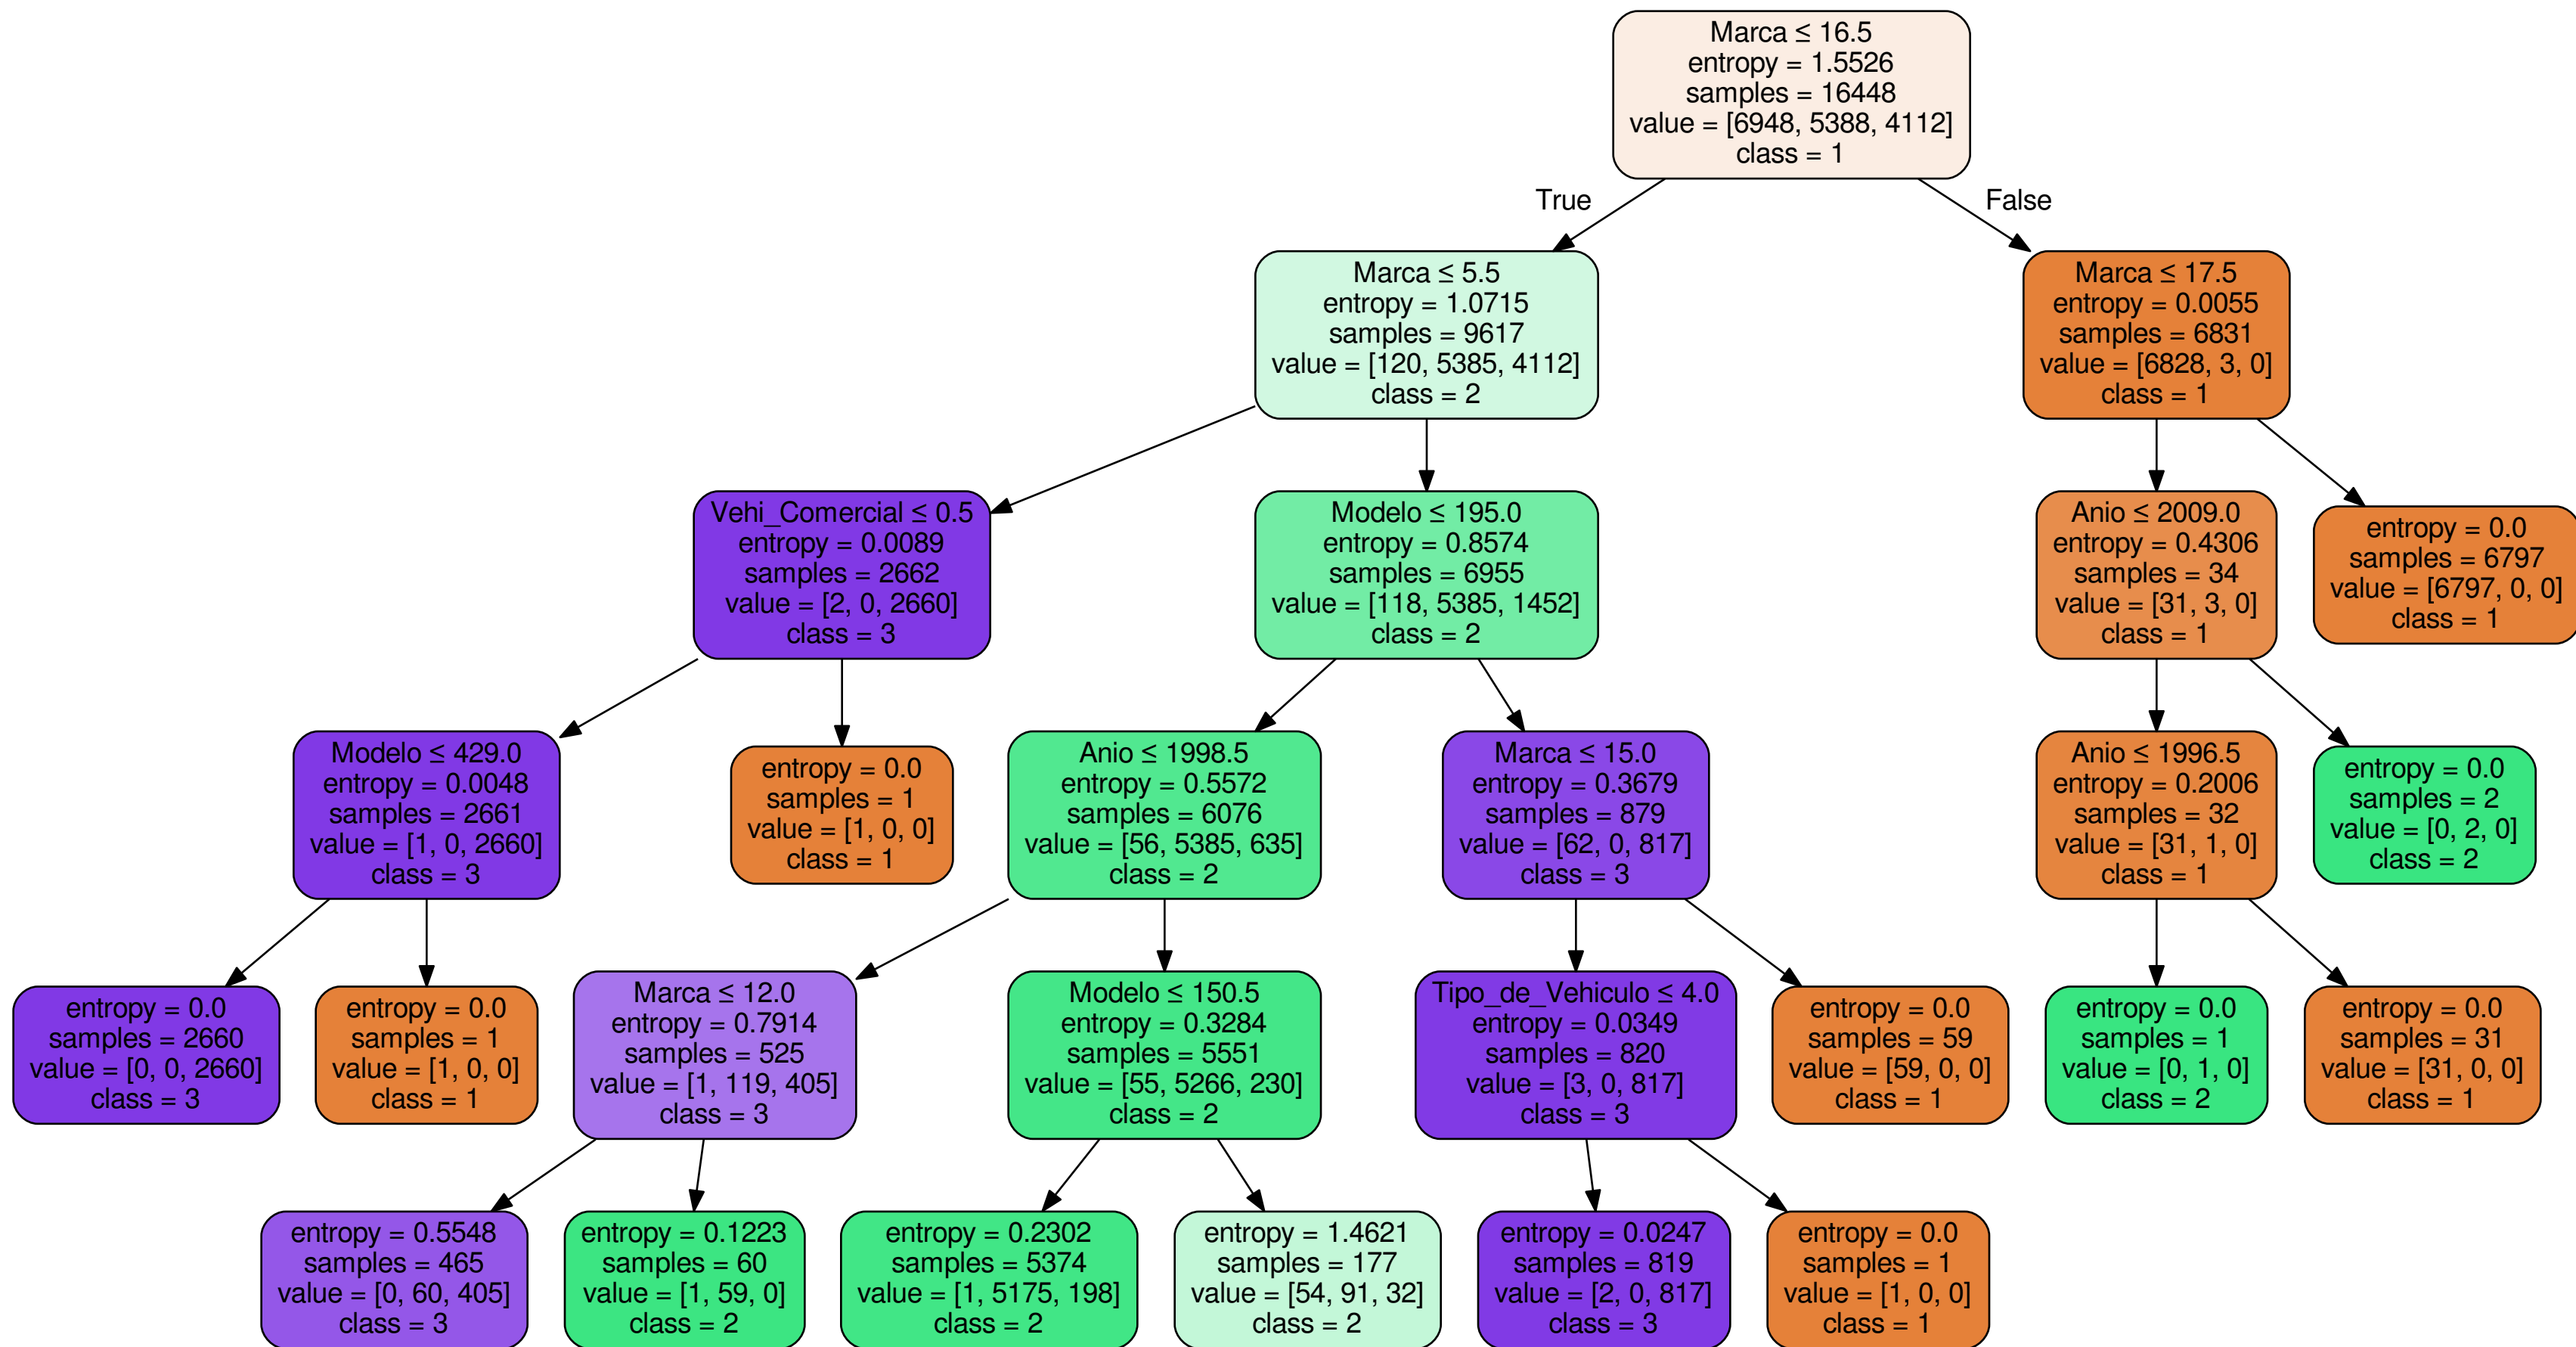 Marca ≤ 16.5
entropy = 1.5526
samples = 16448
value = [6948, 5388, 4112]
class = 1
True
False
Marca ≤ 5.5
entropy = 1.0715
samples = 9617
value = [120, 5385, 4112]
class = 2
Marca ≤ 17.5
entropy = 0.0055
samples = 6831
value = [6828, 3, 0]
class = 1
Vehi_Comercial ≤ 0.5
entropy = 0.0089
samples = 2662
value = [2, 0, 2660]
class = 3
Modelo ≤ 195.0
entropy = 0.8574
samples = 6955
value = [118, 5385, 1452]
class = 2
Anio ≤ 2009.0
entropy = 0.4306
samples = 34
value = [31, 3, 0]
class = 1
entropy = 0.0
samples = 6797
value = [6797, 0, 0]
class = 1
Modelo ≤ 429.0
entropy = 0.0048
samples = 2661
value = [1, 0, 2660]
class = 3
entropy = 0.0
samples = 1
value = [1, 0, 0]
class = 1
Anio ≤ 1998.5
entropy = 0.5572
samples = 6076
value = [56, 5385, 635]
class = 2
Marca ≤ 15.0
entropy = 0.3679
samples = 879
value = [62, 0, 817]
class = 3
Anio ≤ 1996.5
entropy = 0.2006
samples = 32
value = [31, 1, 0]
class = 1
entropy = 0.0
samples = 2
value = [0, 2, 0]
class = 2
entropy = 0.0
samples = 2660
value = [0, 0, 2660]
class = 3
entropy = 0.0
samples = 1
value = [1, 0, 0]
class = 1
Marca ≤ 12.0
entropy = 0.7914
samples = 525
value = [1, 119, 405]
class = 3
Modelo ≤ 150.5
entropy = 0.3284
samples = 5551
value = [55, 5266, 230]
class = 2
Tipo_de_Vehiculo ≤ 4.0
entropy = 0.0349
samples = 820
value = [3, 0, 817]
class = 3
entropy = 0.0
samples = 59
value = [59, 0, 0]
class = 1
entropy = 0.0
samples = 1
value = [0, 1, 0]
class = 2
entropy = 0.0
samples = 31
value = [31, 0, 0]
class = 1
entropy = 0.5548
samples = 465
value = [0, 60, 405]
class = 3
entropy = 0.1223
samples = 60
value = [1, 59, 0]
class = 2
entropy = 0.2302
samples = 5374
value = [1, 5175, 198]
class = 2
entropy = 1.4621
samples = 177
value = [54, 91, 32]
class = 2
entropy = 0.0247
samples = 819
value = [2, 0, 817]
class = 3
entropy = 0.0
samples = 1
value = [1, 0, 0]
class = 1